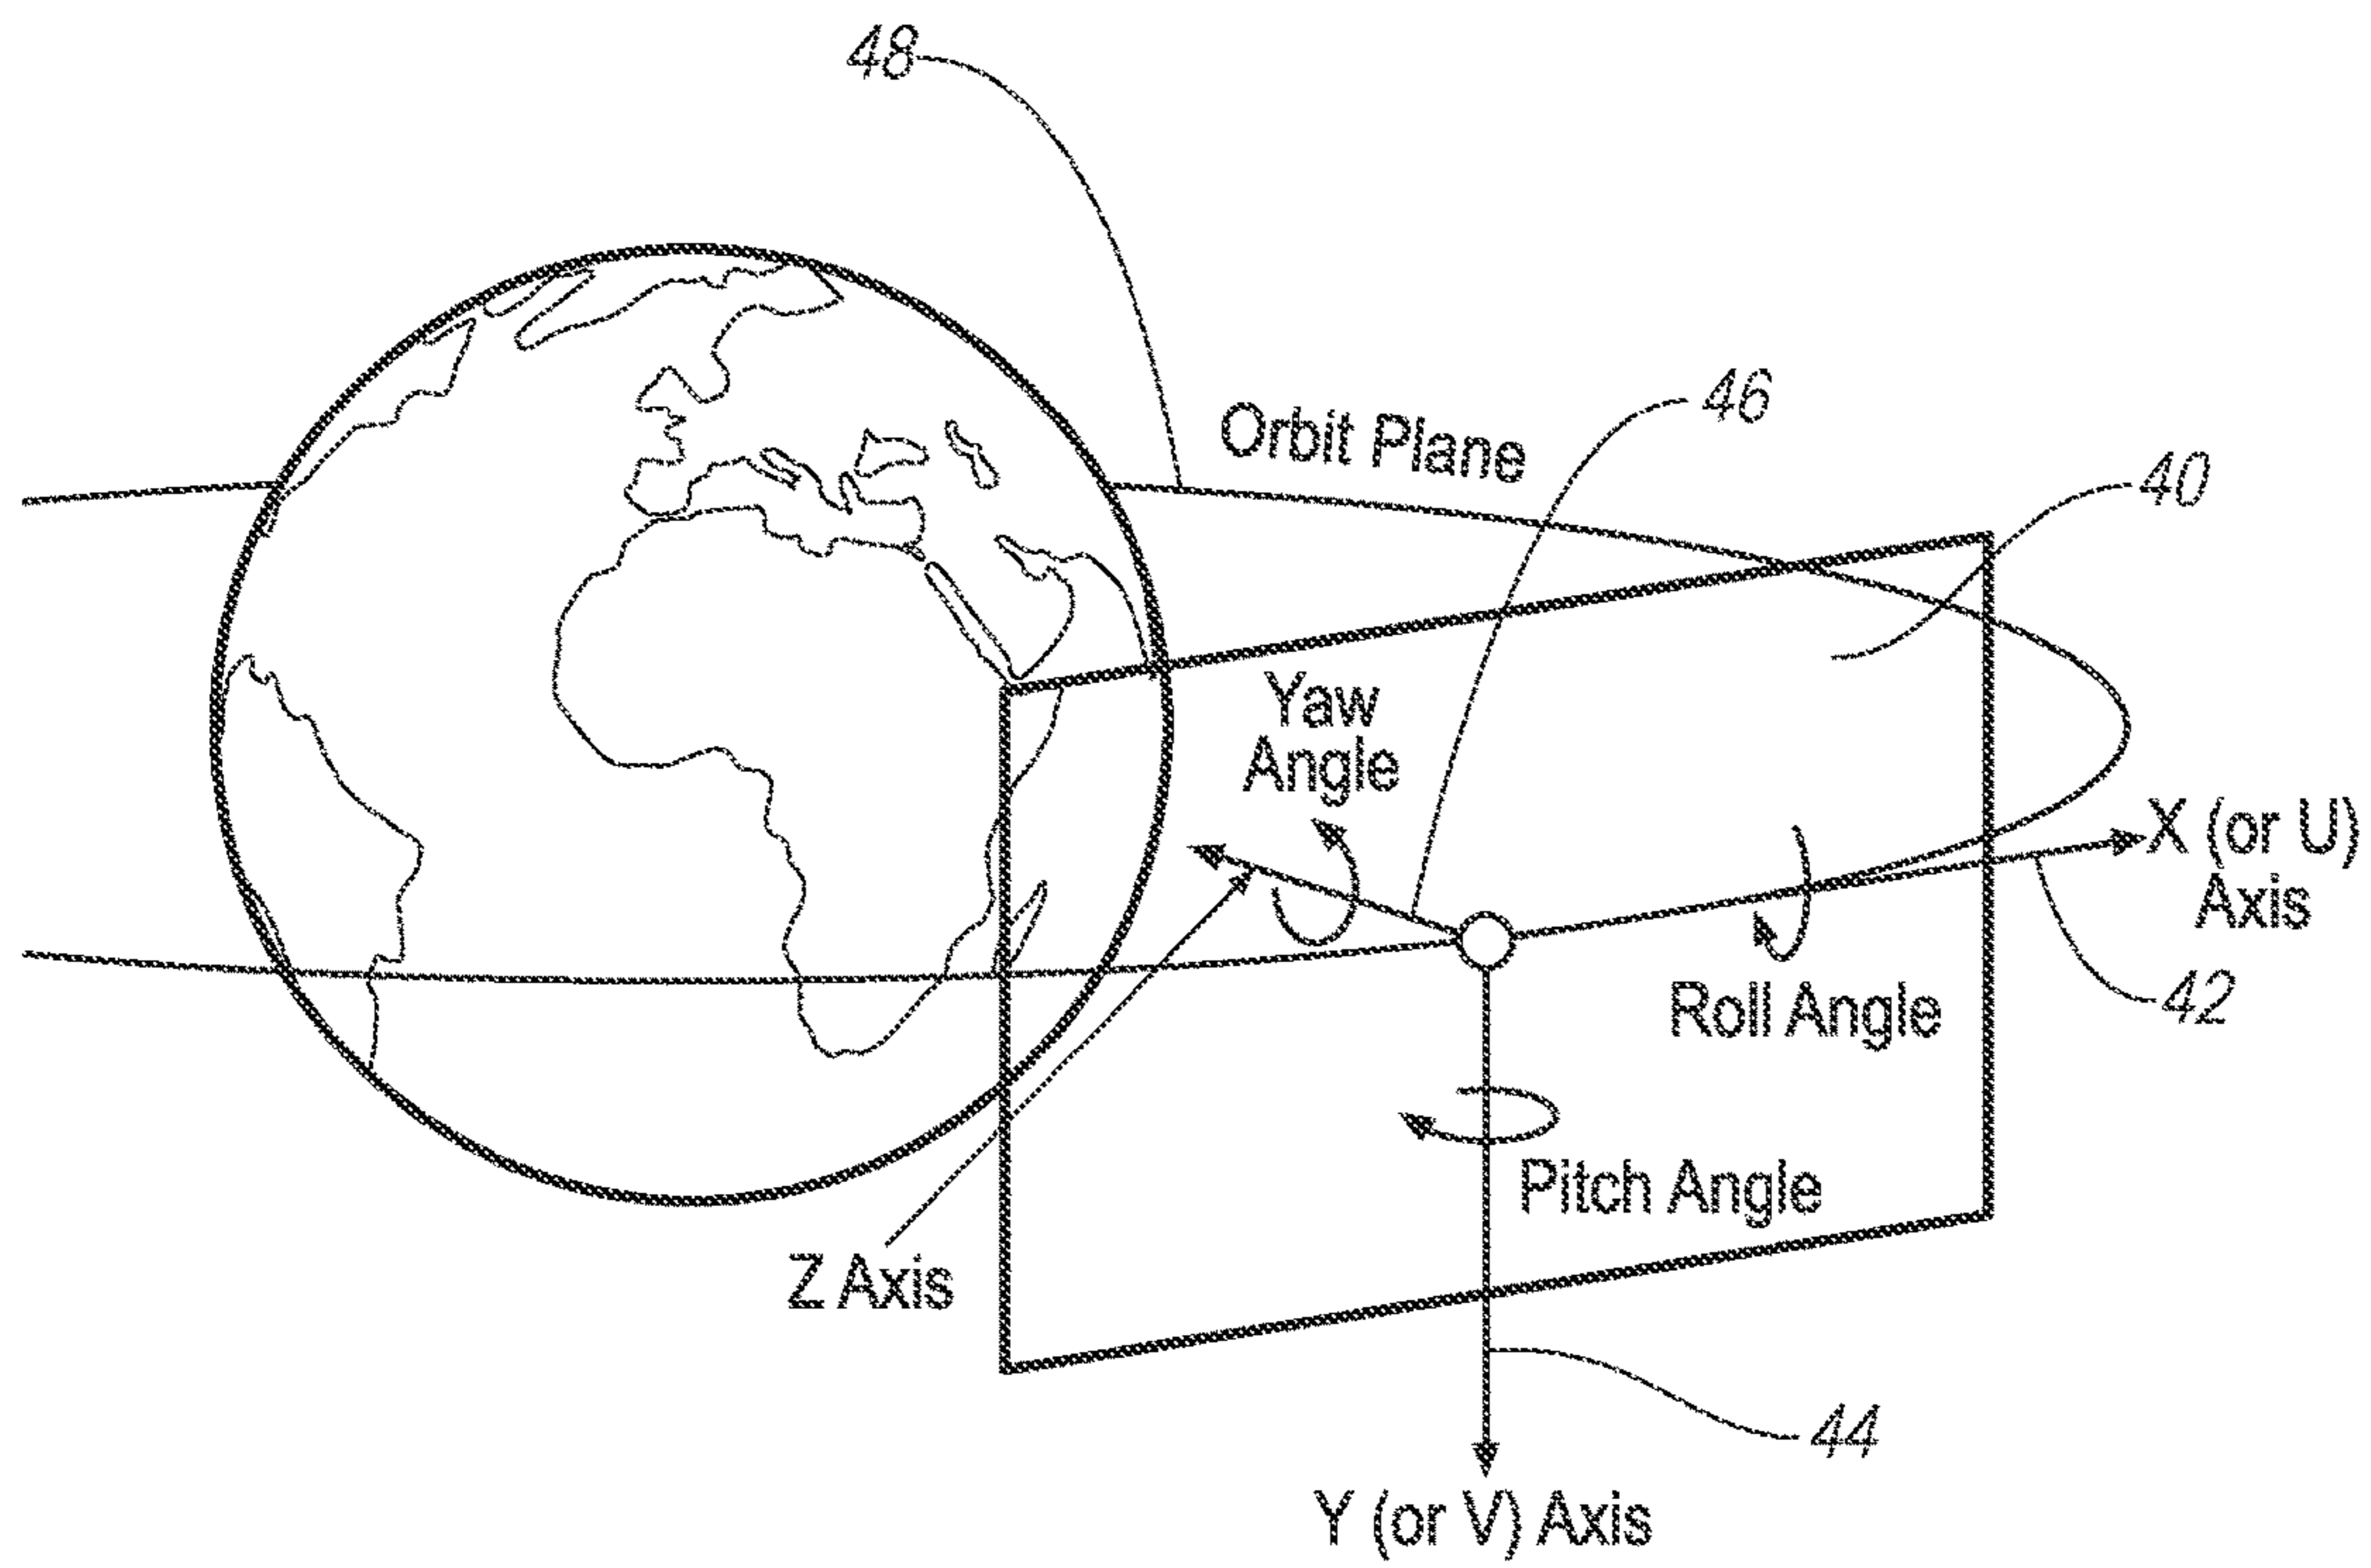 48
Orbit Plane
46
40
Yaw
Angle
X (or U)
Axis
Roll Angle
42
Pitch Angle
Z Axis
44
Y (or V) Axis